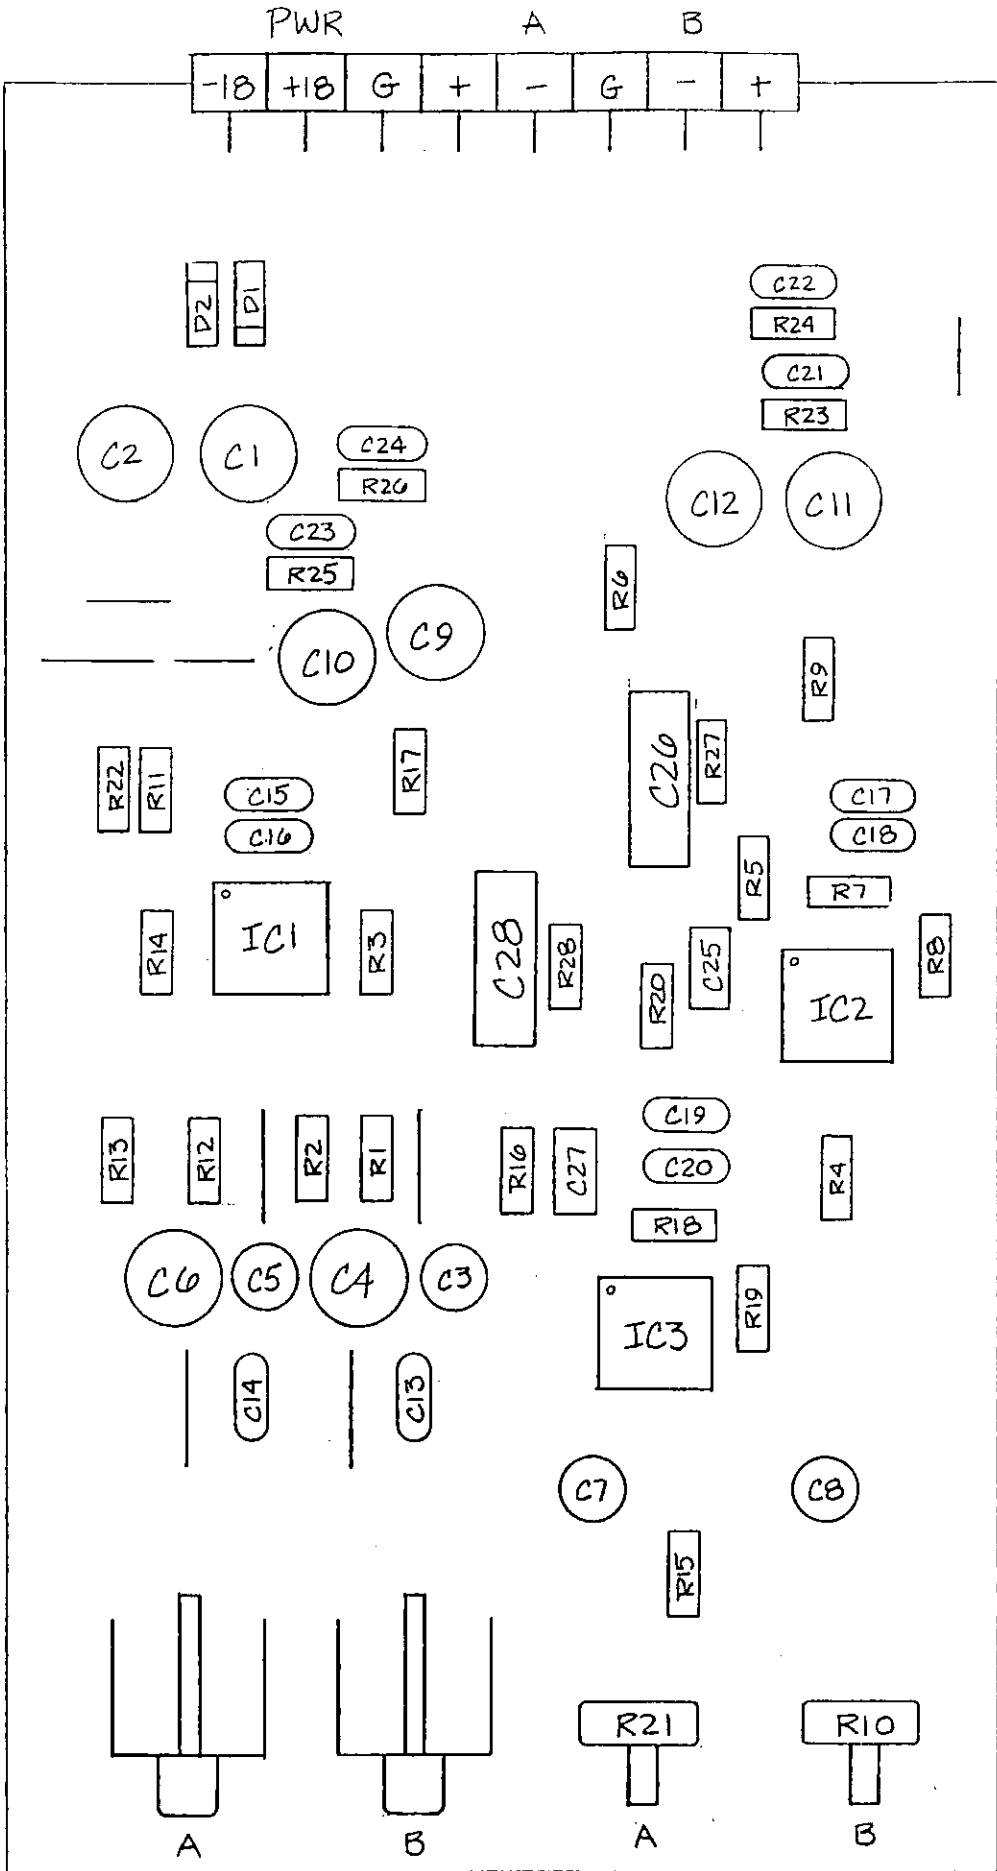 PWR A B
-18 +18 G + - G - +
D2 D1
C22
R24
C21
R23
C2 C1 C24
R26
C12 C11
C23
R25
R6
C10 C9
R9
R22 R11 C15 R17 C26 R27 C17
C16 C18
R5 R7
R14 IC1 R3 C28 R28 R20 C25 IC2 R8
C19
R13 R12 R2 R1 R16 C27 C20 R4
R18
C6 C5 C4 C3 IC3 R19
C14 C13
C7 C8
R15
R21 R10
A B A B